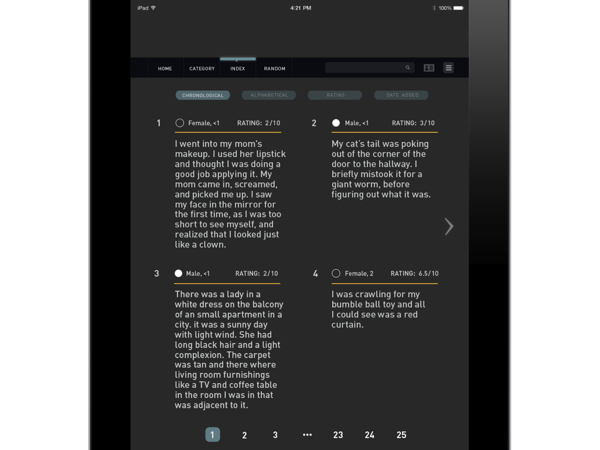 iPad 4:21 PM 100%
HOME CATEGORY INDEX RANDOM
CHRONOLOGICAL ALPHABETICAL RATING DATE ADDED
1 Female, <1 RATING: 2/10
I went into my mom's
makeup. I used her lipstick
and thought I was doing a
good job applying it. My
mom came in, screamed,
and picked me up. I saw
my face in the mirror for
the first time, as I was too
short to see myself, and
realized that I looked just
like a clown.
2 Male, <1 RATING: 3/10
My cat's tail was poking
out of the corner of the
door to the hallway. I
briefly mistook it for a
giant worm, before
figuring out what it was.
3 Male, <1 RATING: 2/10
There was a lady in a
white dress on the balcony
of an small apartment in a
city. it was a sunny day
with light wind. She had
long black hair and a light
complexion. The carpet
was tan and there where
living room furnishings
like a TV and coffee table
in the room I was in that
was adjacent to it.
4 Female, 2 RATING: 6.5/10
I was crawling for my
bumble ball toy and all
I could see was a red
curtain.
1 2 3 ••• 23 24 25